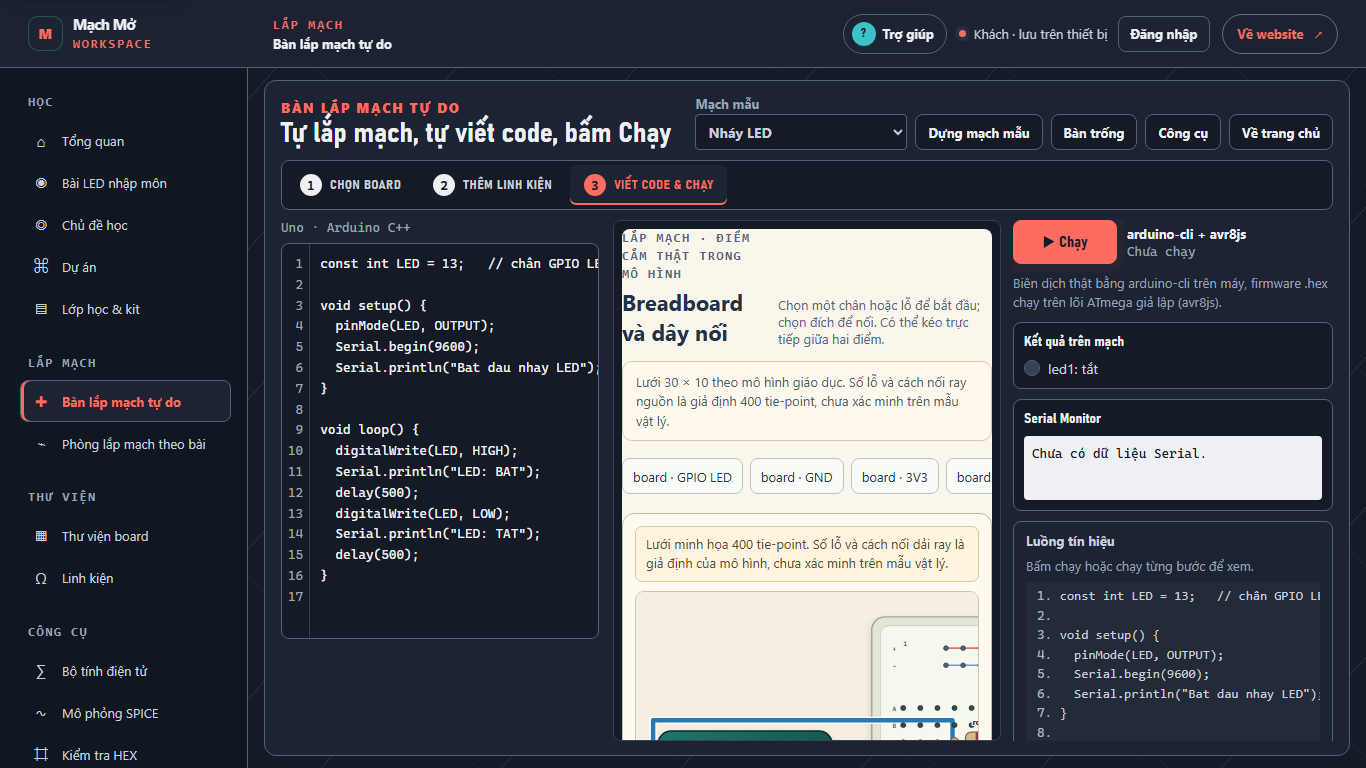 M
Mạch Mở
WORKSPACE
LẮP MẠCH
Bàn lắp mạch tự do
? Trợ giúp
Khách · lưu trên thiết bị
Đăng nhập
Về website ↗
HỌC
Tổng quan
Bài LED nhập môn
Chủ đề học
Dự án
Lớp học & kit
LẮP MẠCH
Bàn lắp mạch tự do
Phòng lắp mạch theo bài
THƯ VIỆN
Thư viện board
Linh kiện
CÔNG CỤ
Bộ tính điện tử
Mô phỏng SPICE
Kiểm tra HEX
BÀN LẮP MẠCH TỰ DO
Tự lắp mạch, tự viết code, bấm Chạy
Mạch mẫu
Nháy LED
Dựng mạch mẫu
Bàn trống
Công cụ
Về trang chủ
1 CHỌN BOARD
2 THÊM LINH KIỆN
3 VIẾT CODE & CHẠY
Uno · Arduino C++
1 const int LED = 13;   // chân GPIO LE
2
3 void setup() {
4   pinMode(LED, OUTPUT);
5   Serial.begin(9600);
6   Serial.println("Bat dau nhay LED");
7 }
8
9 void loop() {
10   digitalWrite(LED, HIGH);
11   Serial.println("LED: BAT");
12   delay(500);
13   digitalWrite(LED, LOW);
14   Serial.println("LED: TAT");
15   delay(500);
16 }
17
LẮP MẠCH · ĐIỂM
CẮM THẬT TRONG
MÔ HÌNH
Breadboard
và dây nối
Chọn một chân hoặc lỗ để bắt đầu;
chọn đích để nối. Có thể kéo trực
tiếp giữa hai điểm.
Lưới 30 × 10 theo mô hình giáo dục. Số lỗ và cách nối ray
nguồn là giả định 400 tie-point, chưa xác minh trên mẫu
vật lý.
board · GPIO LED
board · GND
board · 3V3
board
Lưới minh họa 400 tie-point. Số lỗ và cách nối dải ray là
giả định của mô hình, chưa xác minh trên mẫu vật lý.
1
+
-
A
B
▶ Chạy
arduino-cli + avr8js
Chưa chạy
Biên dịch thật bằng arduino-cli trên máy, firmware .hex
chạy trên lõi ATmega giả lập (avr8js).
Kết quả trên mạch
led1: tắt
Serial Monitor
Chưa có dữ liệu Serial.
Luồng tín hiệu
Bấm chạy hoặc chạy từng bước để xem.
1. const int LED = 13;   // chân GPIO LE
2.
3. void setup() {
4.   pinMode(LED, OUTPUT);
5.   Serial.begin(9600);
6.   Serial.println("Bat dau nhay LED");
7. }
8.